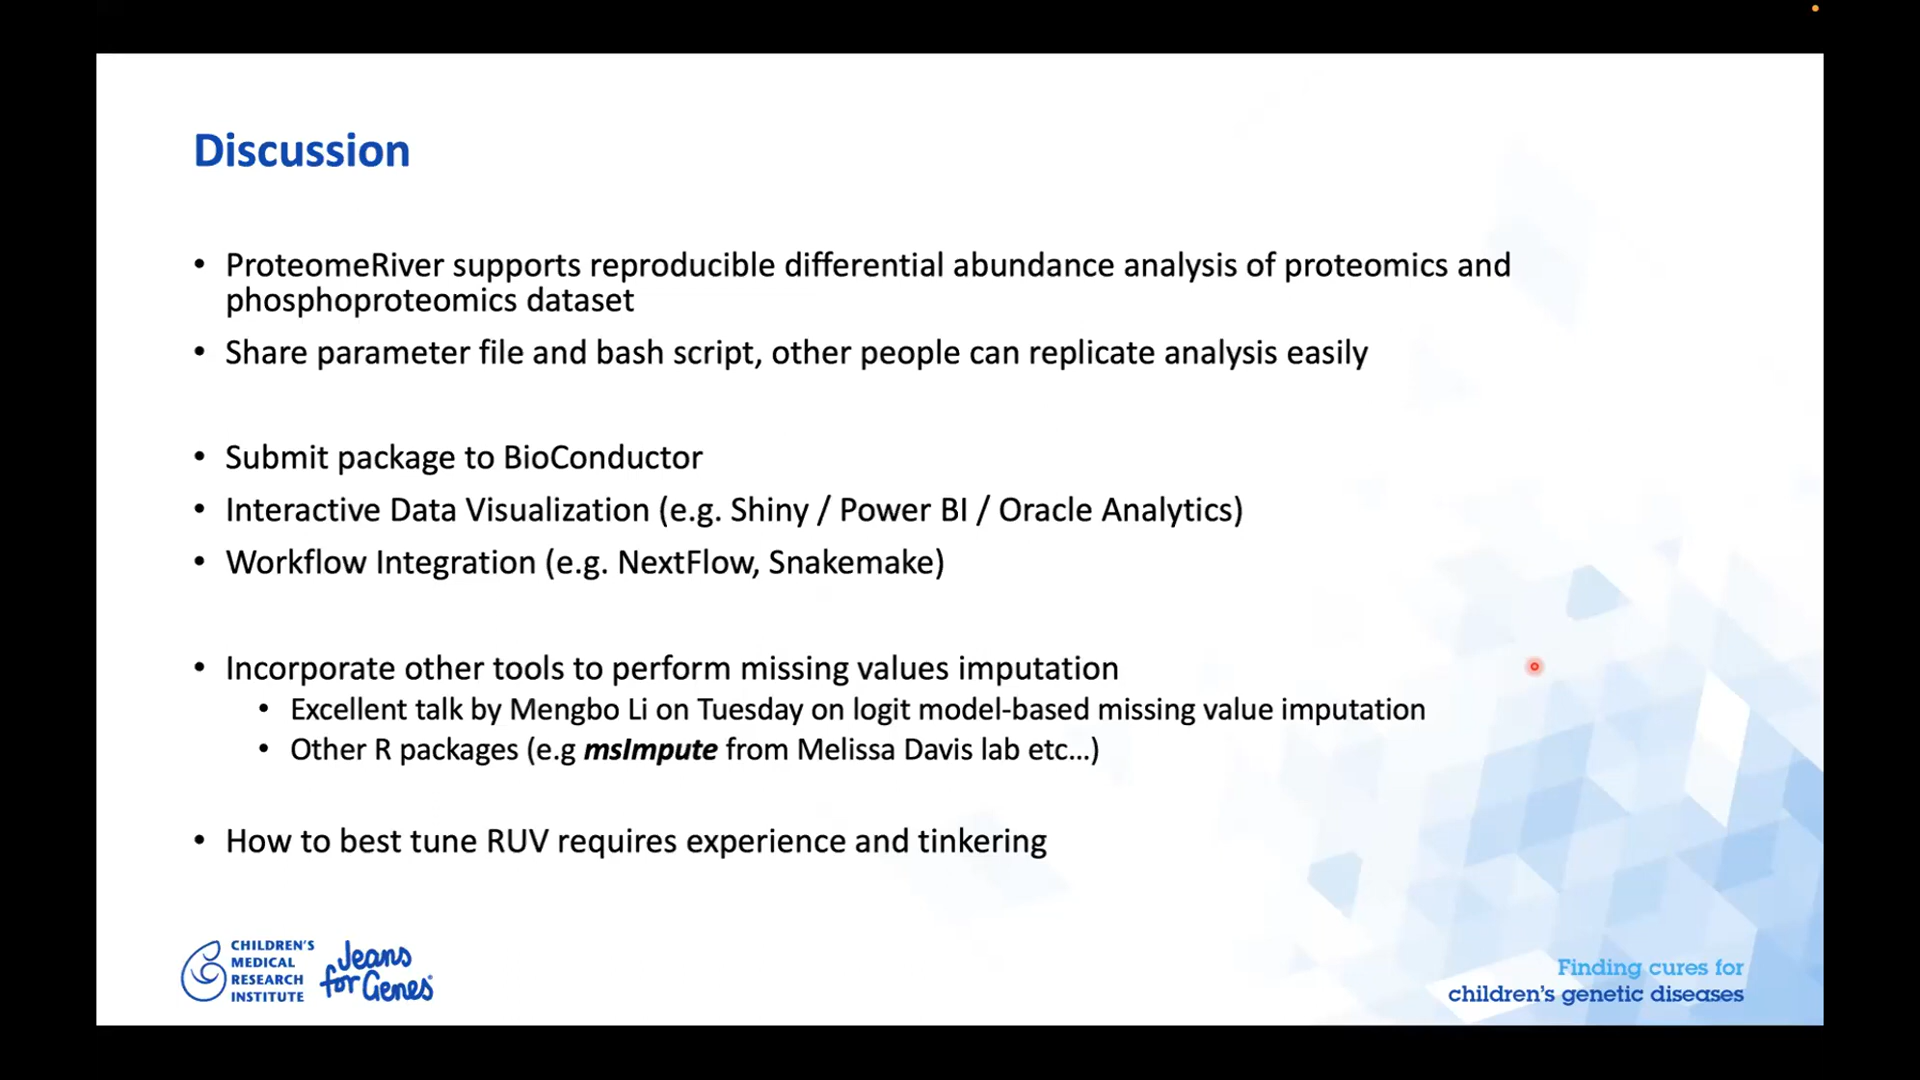 Discussion
• ProteomeRiver supports reproducible differential abundance analysis of proteomics and
phosphoproteomics dataset
• Share parameter file and bash script, other people can replicate analysis easily
• Submit package to BioConductor
• Interactive Data Visualization (e.g. Shiny / Power BI / Oracle Analytics)
• Workflow Integration (e.g. NextFlow, Snakemake)
• Incorporate other tools to perform missing values imputation
• Excellent talk by Mengbo Li on Tuesday on logit model-based missing value imputation
• Other R packages (e.g msImpute from Melissa Davis lab etc...)
• How to best tune RUV requires experience and tinkering
CHILDREN'S
MEDICAL
RESEARCH
INSTITUTE
Jeans
for Genes
Finding cures for
children's genetic diseases